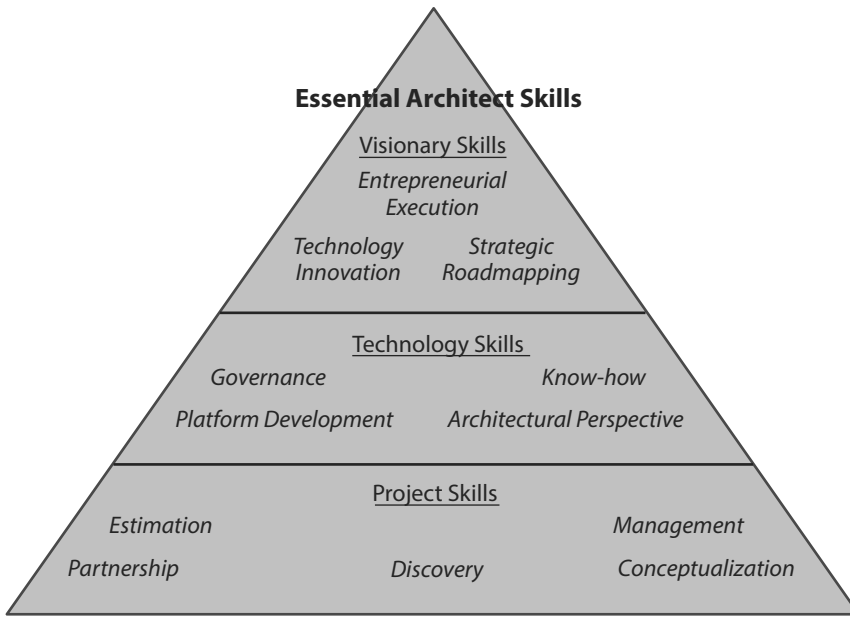 Essential Architect Skills
Visionary Skills
Entrepreneurial
Execution
Technology
Innovation
Strategic
Roadmapping
Technology Skills
Governance
Know-how
Platform Development
Architectural Perspective
Project Skills
Estimation
Management
Partnership
Discovery
Conceptualization